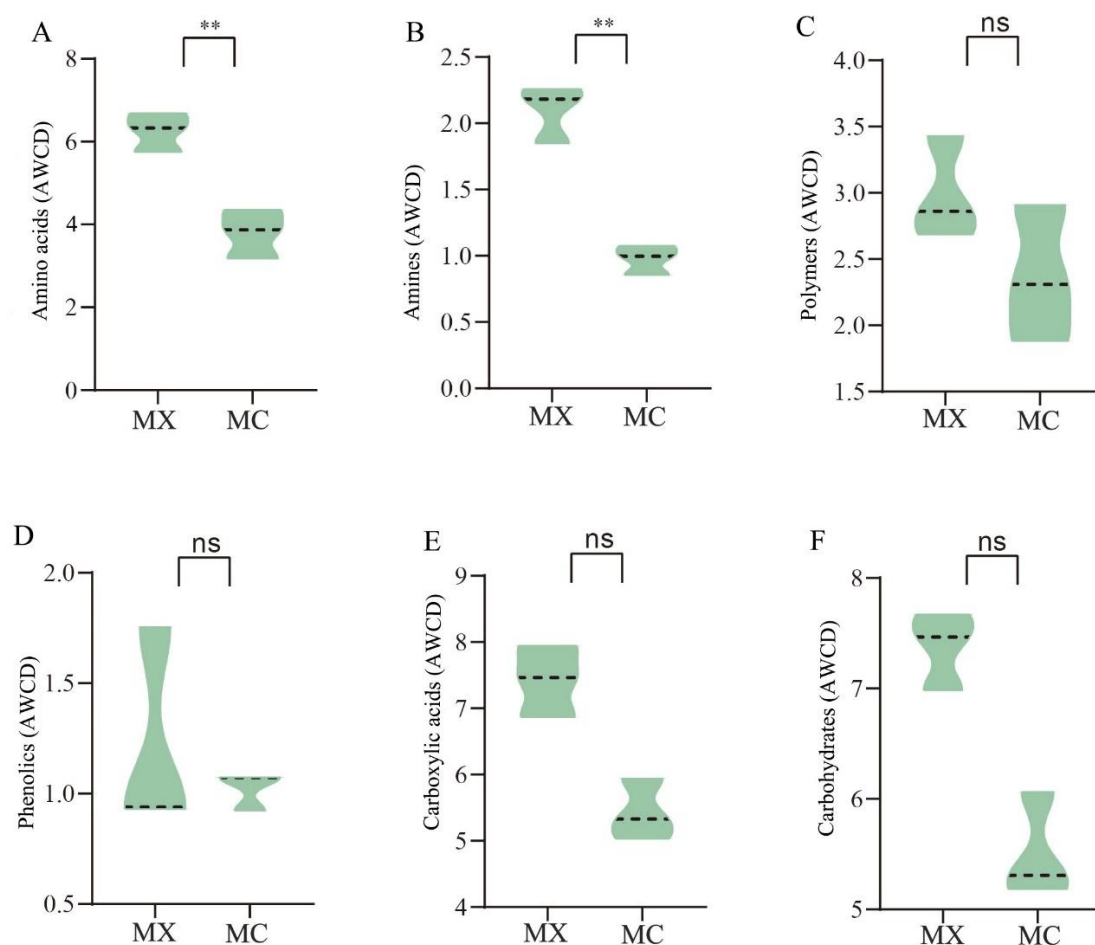 A
**
Amino acids (AWCD)
8
6
4
2
0
MX
MC
B
**
Amines (AWCD)
2.5
2.0
1.5
1.0
0.5
0.0
MX
MC
C
ns
Polymers (AWCD)
4.0
3.5
3.0
2.5
2.0
1.5
MX
MC
D
ns
Phenolics (AWCD)
2.0
1.5
1.0
0.5
MX
MC
E
ns
Carboxylic acids (AWCD)
9
8
7
6
5
4
MX
MC
F
ns
Carbohydrates (AWCD)
8
7
6
5
MX
MC